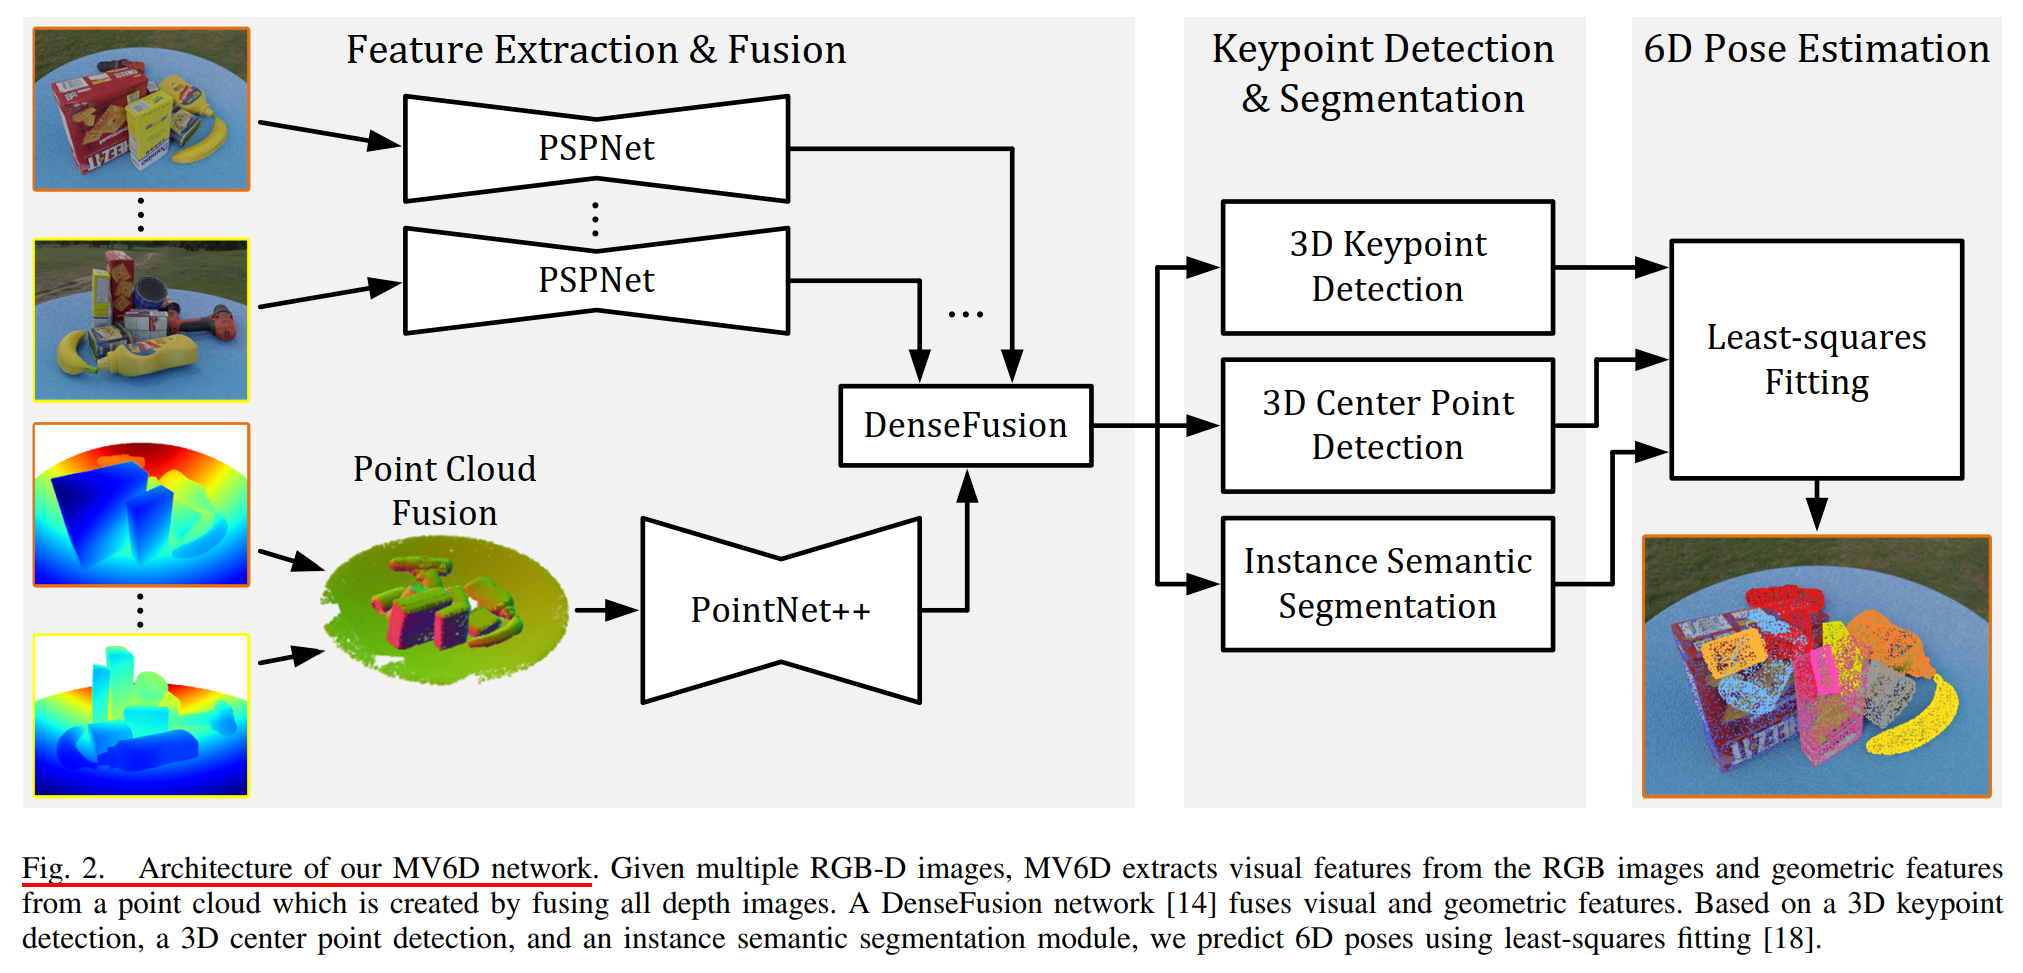 Feature Extraction & Fusion
PSPNet
PSPNet
Point Cloud
Fusion
PointNet++
DenseFusion
Keypoint Detection
& Segmentation
3D Keypoint
Detection
3D Center Point
Detection
Instance Semantic
Segmentation
6D Pose Estimation
Least-squares
Fitting
Fig. 2. Architecture of our MV6D network. Given multiple RGB-D images, MV6D extracts visual features from the RGB images and geometric features
from a point cloud which is created by fusing all depth images. A DenseFusion network [14] fuses visual and geometric features. Based on a 3D keypoint
detection, a 3D center point detection, and an instance semantic segmentation module, we predict 6D poses using least-squares fitting [18].